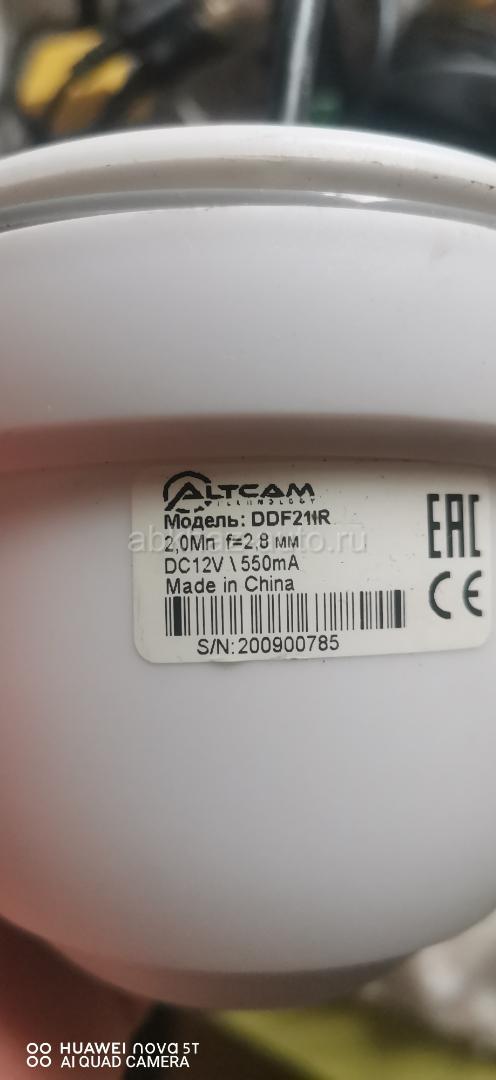 ALTCAM
TECHNOLOGY
Модель: DDF21IR
2,0Мп f=2,8 мм
DC12V \ 550mA
Made in China
S/N:200900785
EAC
CE
HUAWEI nova 5T
AI QUAD CAMERA